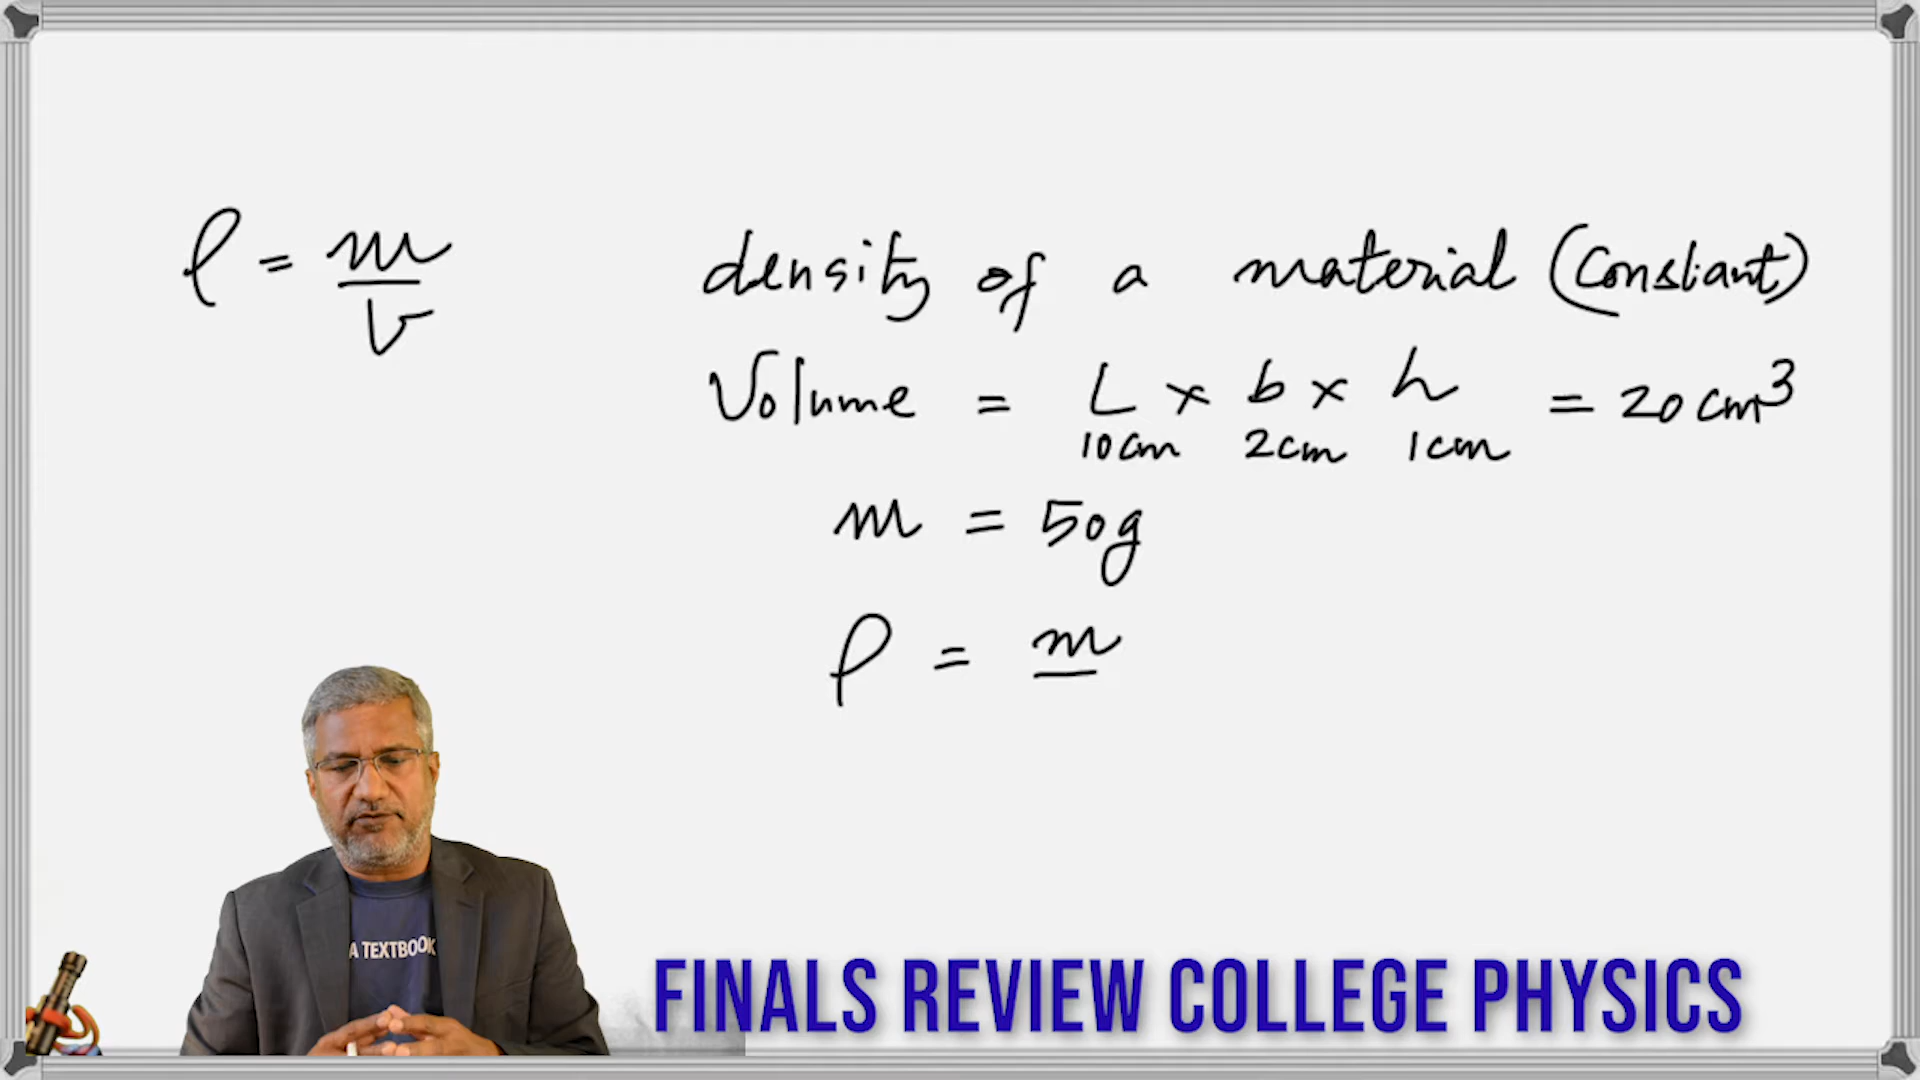 ρ = m/v
density of a material (Constant)
Volume = L × b × h = 20 cm³
10cm 2cm 1cm
m = 50g
ρ = m
A TEXTBOOK
FINALS REVIEW COLLEGE PHYSICS